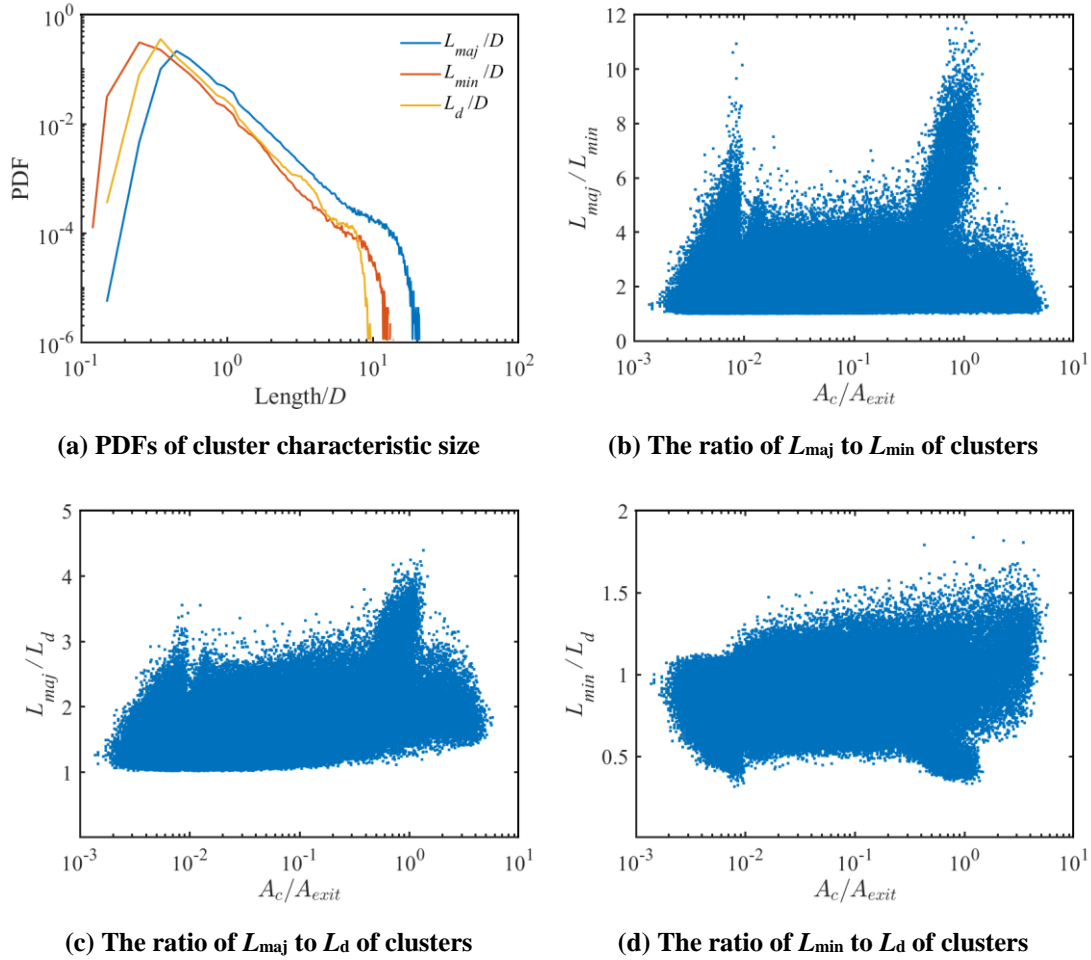 10^0
10^-2
10^-4
10^-6
PDF
L_maj/D
L_min/D
L_d/D
10^-1
10^0
10^1
10^2
Length/D
(a) PDFs of cluster characteristic size
12
10
8
6
4
2
0
L_maj / L_min
10^-3
10^-2
10^-1
10^0
10^1
A_c/A_exit
(b) The ratio of L_maj to L_min of clusters
5
4
3
2
1
L_maj / L_d
10^-3
10^-2
10^-1
10^0
10^1
A_c/A_exit
(c) The ratio of L_maj to L_d of clusters
2
1.5
1
0.5
L_min / L_d
10^-3
10^-2
10^-1
10^0
10^1
A_c/A_exit
(d) The ratio of L_min to L_d of clusters